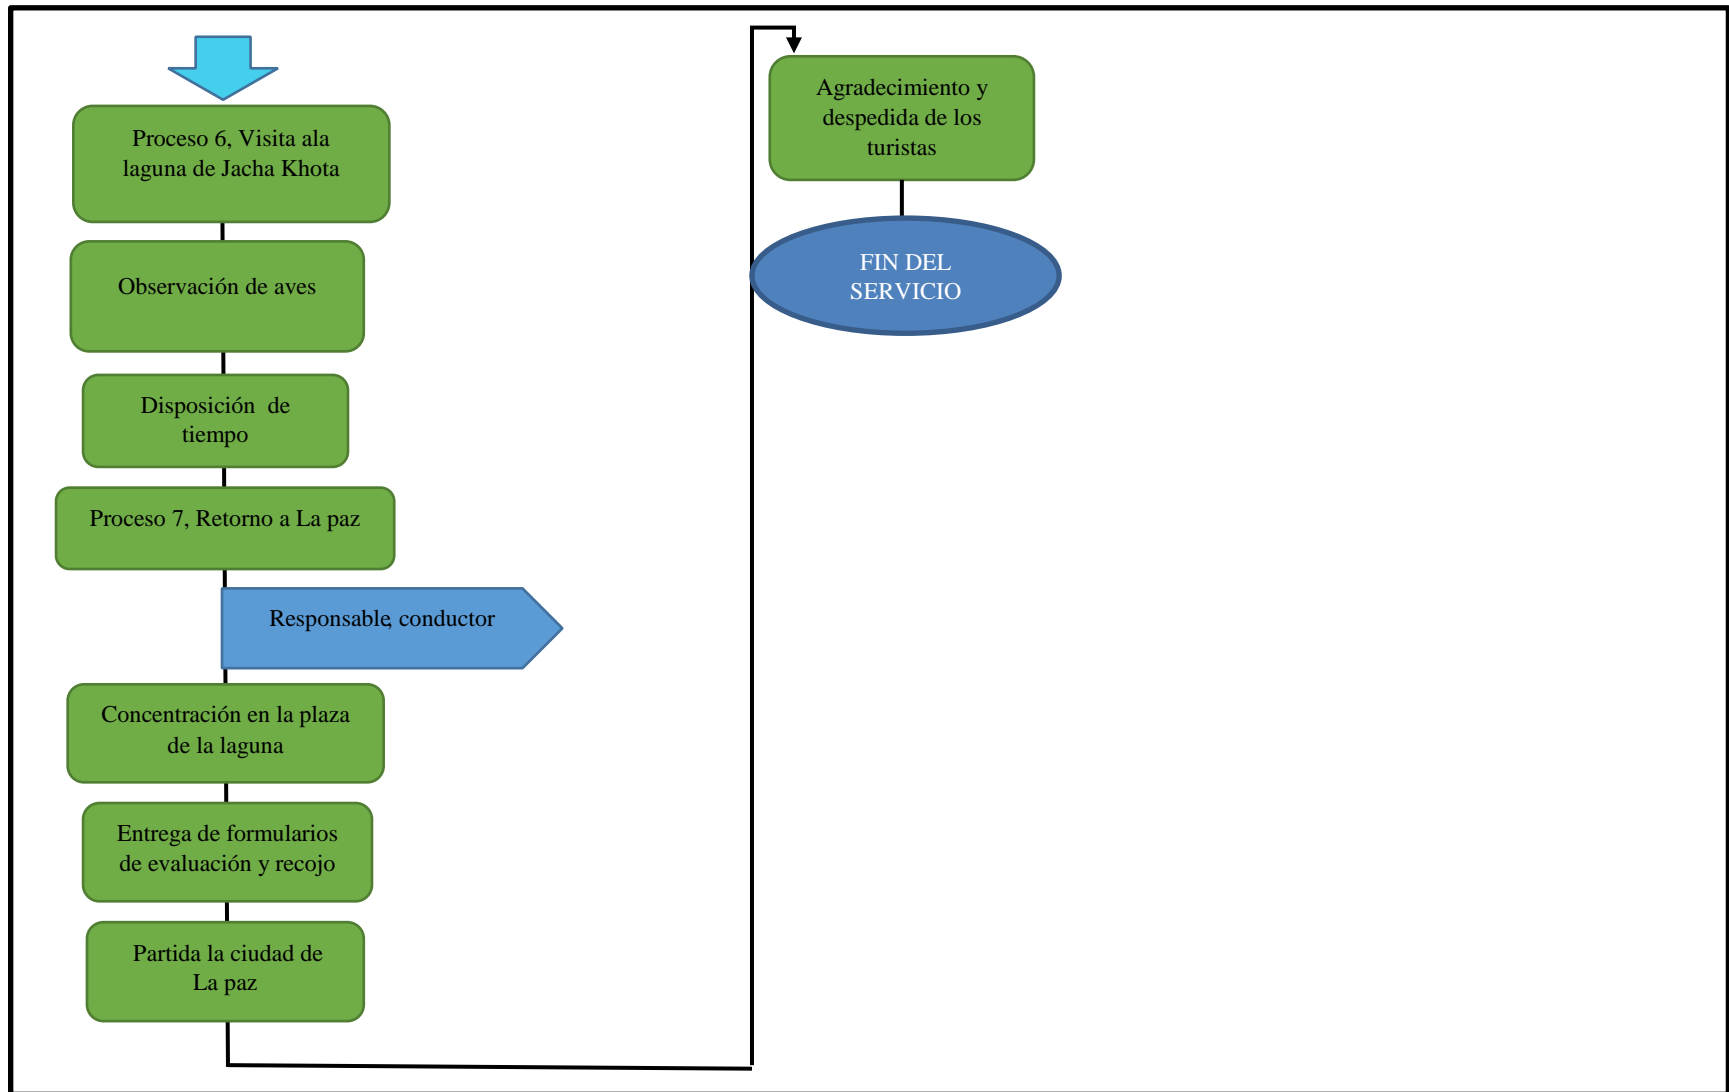 Proceso 6, Visita ala
laguna de Jacha Khota
Observación de aves
Disposición de
tiempo
Proceso 7, Retorno a La paz
Responsable, conductor
Concentración en la plaza
de la laguna
Entrega de formularios
de evaluación y recojo
Partida la ciudad de
La paz
Agradecimiento y
despedida de los
turistas
FIN DEL
SERVICIO